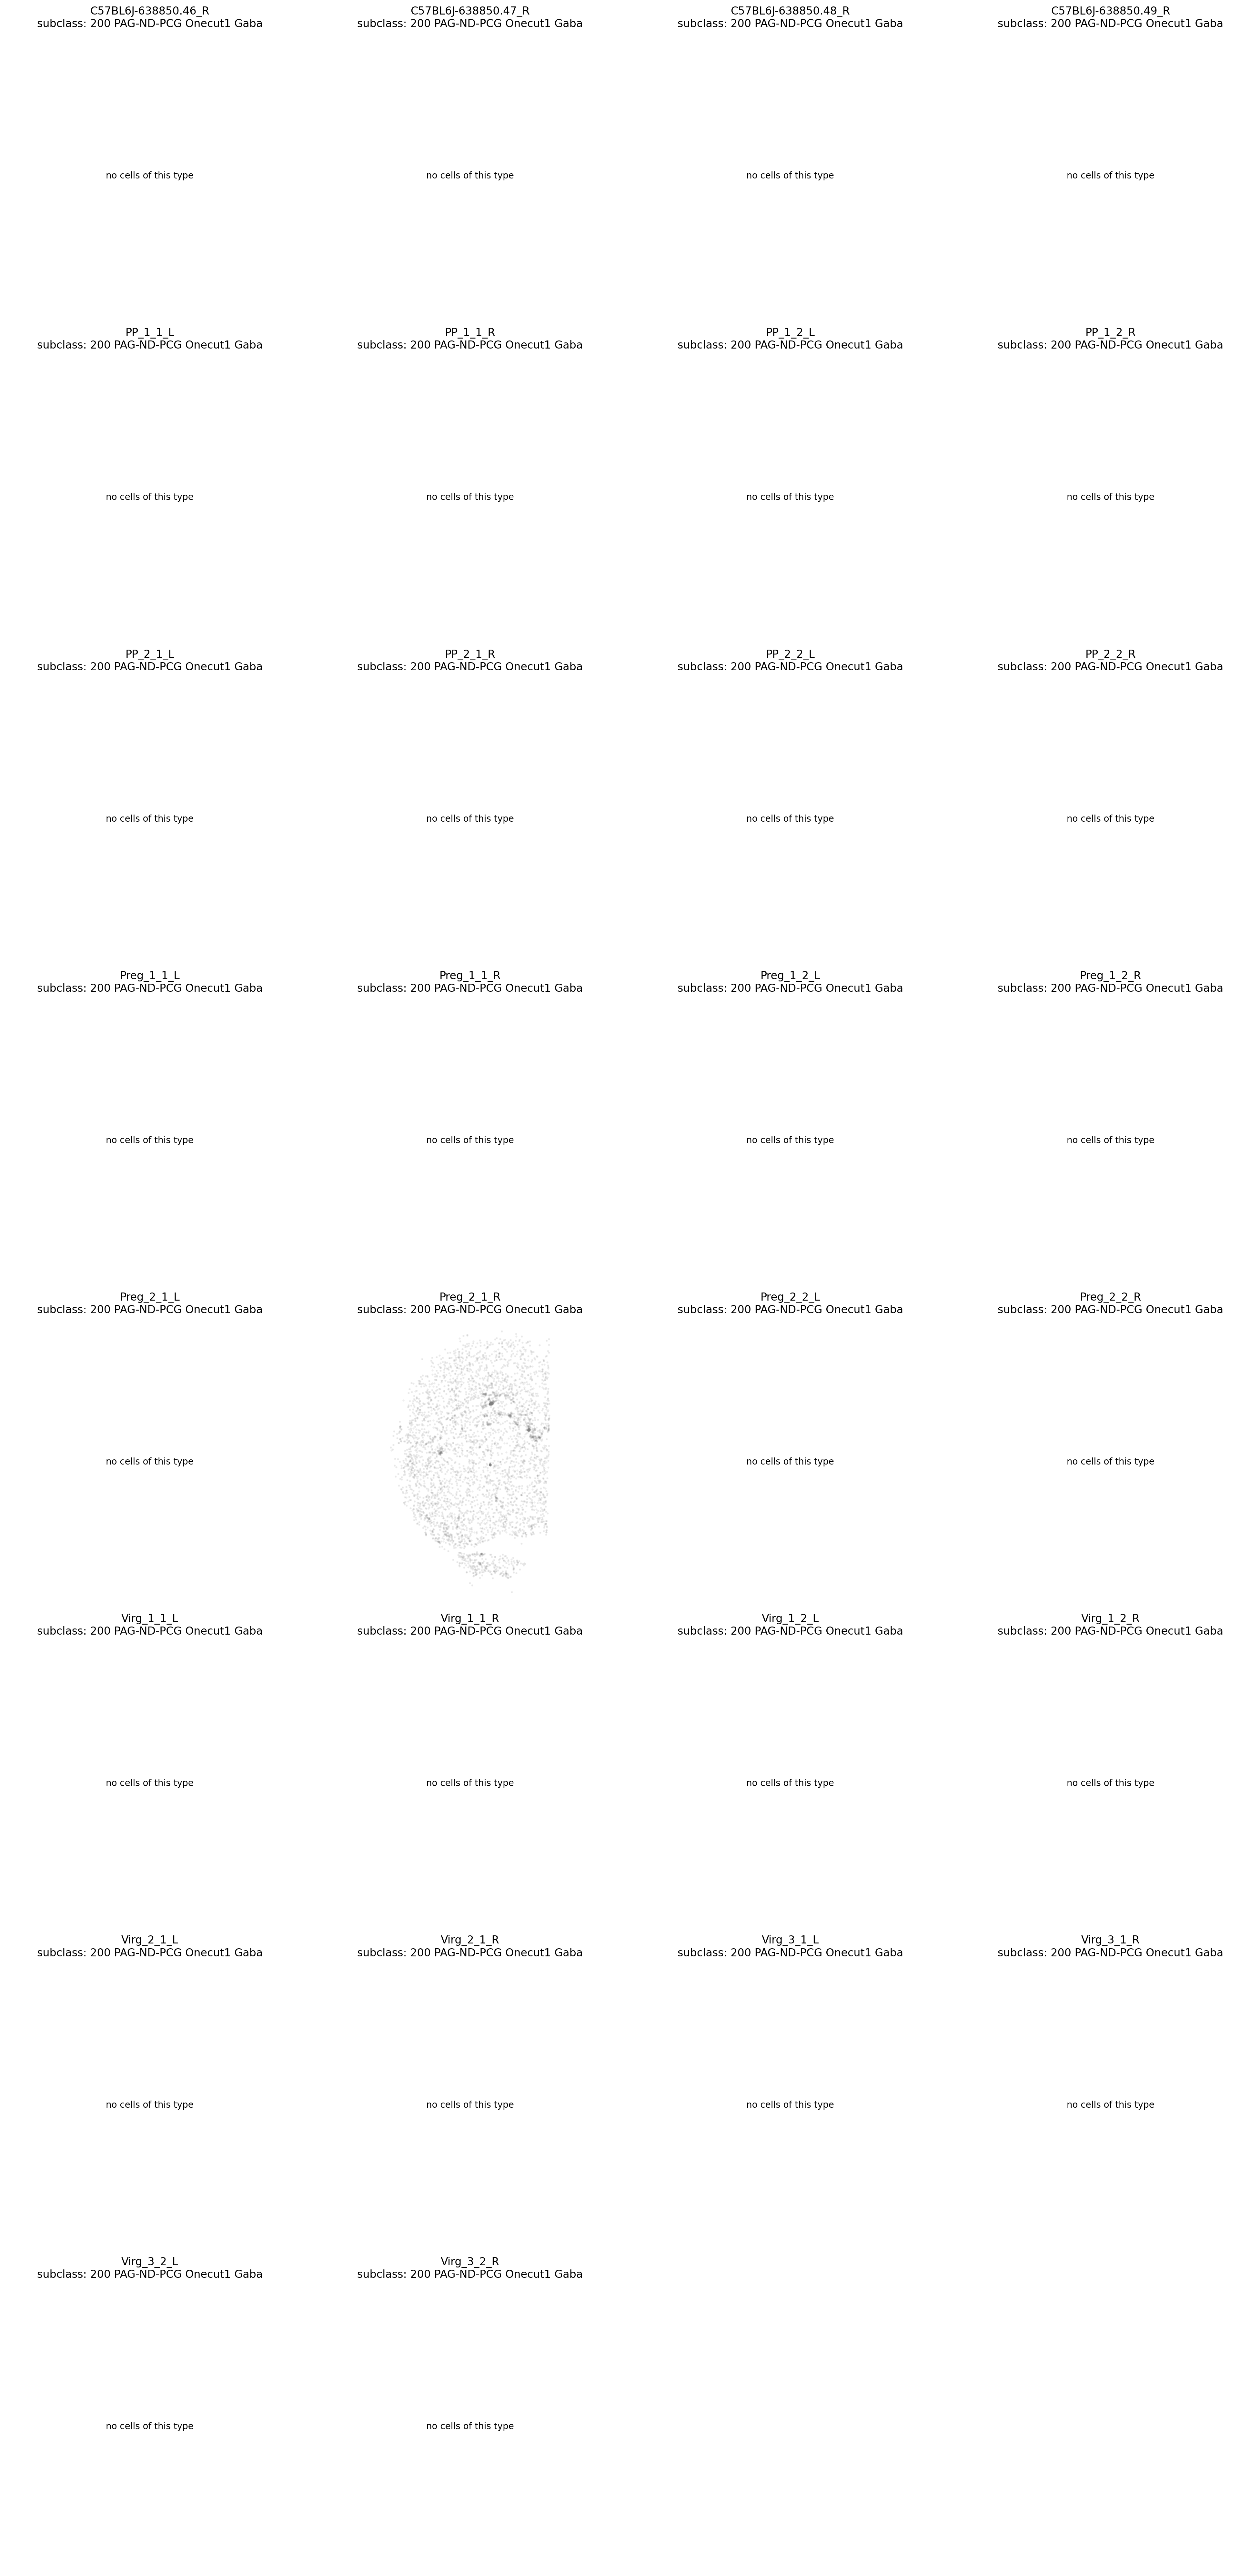 C57BL6J-638850.46_R
subclass: 200 PAG-ND-PCG Onecut1 Gaba
C57BL6J-638850.47_R
subclass: 200 PAG-ND-PCG Onecut1 Gaba
C57BL6J-638850.48_R
subclass: 200 PAG-ND-PCG Onecut1 Gaba
C57BL6J-638850.49_R
subclass: 200 PAG-ND-PCG Onecut1 Gaba
no cells of this type
no cells of this type
no cells of this type
no cells of this type
PP_1_1_L
subclass: 200 PAG-ND-PCG Onecut1 Gaba
PP_1_1_R
subclass: 200 PAG-ND-PCG Onecut1 Gaba
PP_1_2_L
subclass: 200 PAG-ND-PCG Onecut1 Gaba
PP_1_2_R
subclass: 200 PAG-ND-PCG Onecut1 Gaba
no cells of this type
no cells of this type
no cells of this type
no cells of this type
PP_2_1_L
subclass: 200 PAG-ND-PCG Onecut1 Gaba
PP_2_1_R
subclass: 200 PAG-ND-PCG Onecut1 Gaba
PP_2_2_L
subclass: 200 PAG-ND-PCG Onecut1 Gaba
PP_2_2_R
subclass: 200 PAG-ND-PCG Onecut1 Gaba
no cells of this type
no cells of this type
no cells of this type
no cells of this type
Preg_1_1_L
subclass: 200 PAG-ND-PCG Onecut1 Gaba
Preg_1_1_R
subclass: 200 PAG-ND-PCG Onecut1 Gaba
Preg_1_2_L
subclass: 200 PAG-ND-PCG Onecut1 Gaba
Preg_1_2_R
subclass: 200 PAG-ND-PCG Onecut1 Gaba
no cells of this type
no cells of this type
no cells of this type
no cells of this type
Preg_2_1_L
subclass: 200 PAG-ND-PCG Onecut1 Gaba
Preg_2_1_R
subclass: 200 PAG-ND-PCG Onecut1 Gaba
Preg_2_2_L
subclass: 200 PAG-ND-PCG Onecut1 Gaba
Preg_2_2_R
subclass: 200 PAG-ND-PCG Onecut1 Gaba
no cells of this type
no cells of this type
no cells of this type
Virg_1_1_L
subclass: 200 PAG-ND-PCG Onecut1 Gaba
Virg_1_1_R
subclass: 200 PAG-ND-PCG Onecut1 Gaba
Virg_1_2_L
subclass: 200 PAG-ND-PCG Onecut1 Gaba
Virg_1_2_R
subclass: 200 PAG-ND-PCG Onecut1 Gaba
no cells of this type
no cells of this type
no cells of this type
no cells of this type
Virg_2_1_L
subclass: 200 PAG-ND-PCG Onecut1 Gaba
Virg_2_1_R
subclass: 200 PAG-ND-PCG Onecut1 Gaba
Virg_3_1_L
subclass: 200 PAG-ND-PCG Onecut1 Gaba
Virg_3_1_R
subclass: 200 PAG-ND-PCG Onecut1 Gaba
no cells of this type
no cells of this type
no cells of this type
no cells of this type
Virg_3_2_L
subclass: 200 PAG-ND-PCG Onecut1 Gaba
Virg_3_2_R
subclass: 200 PAG-ND-PCG Onecut1 Gaba
no cells of this type
no cells of this type